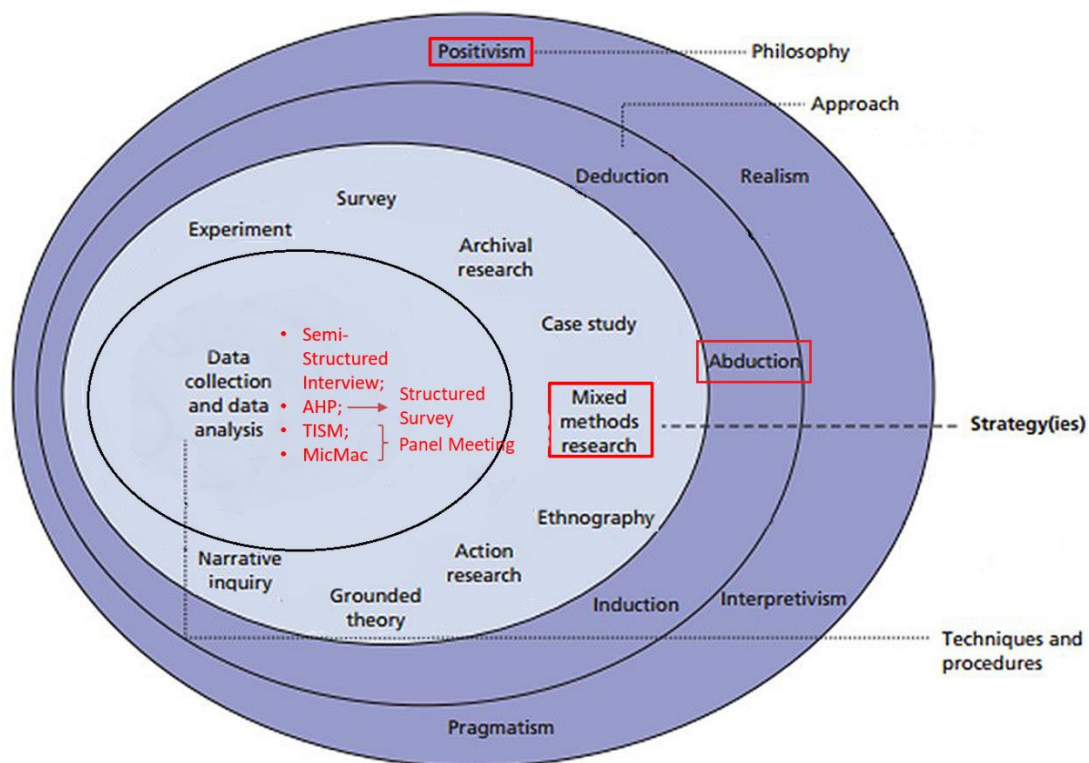 Positivism
Philosophy
Approach
Deduction
Realism
Survey
Experiment
Archival
research
Case study
Abduction
Data
collection
and data
analysis
• Semi-
Structured
Interview;
• AHP;
• TISM;
• MicMac
Structured
Survey
Panel Meeting
Mixed
methods
research
Strategy(ies)
Ethnography
Action
research
Narrative
inquiry
Grounded
theory
Induction
Interpretivism
Techniques and
procedures
Pragmatism